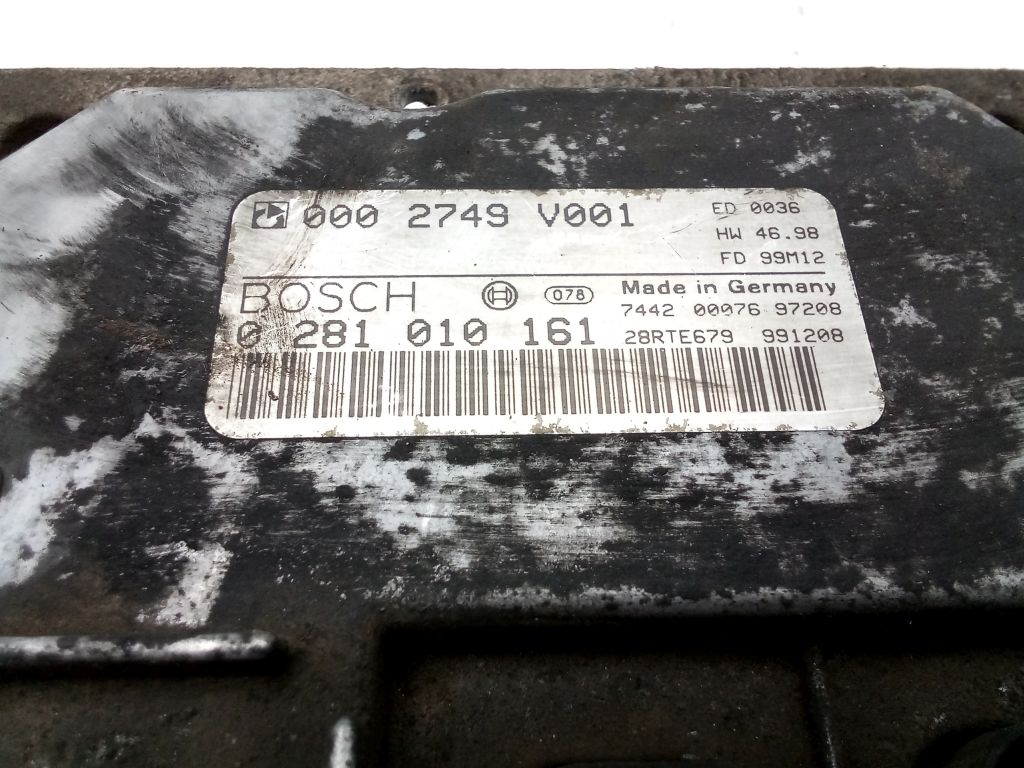 000 2749 V001
ED 0036
HW 46.98
FD 99M12
BOSCH 078 Made in Germany
7442 00076 97208
0 281 010 161 28RTE679 991208